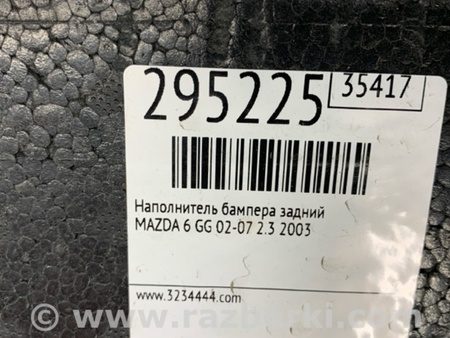 295225
35417
Наполнитель бампера задний
MAZDA 6 GG 02-07 2.3 2003
www.3234444.com
www.razborki.com